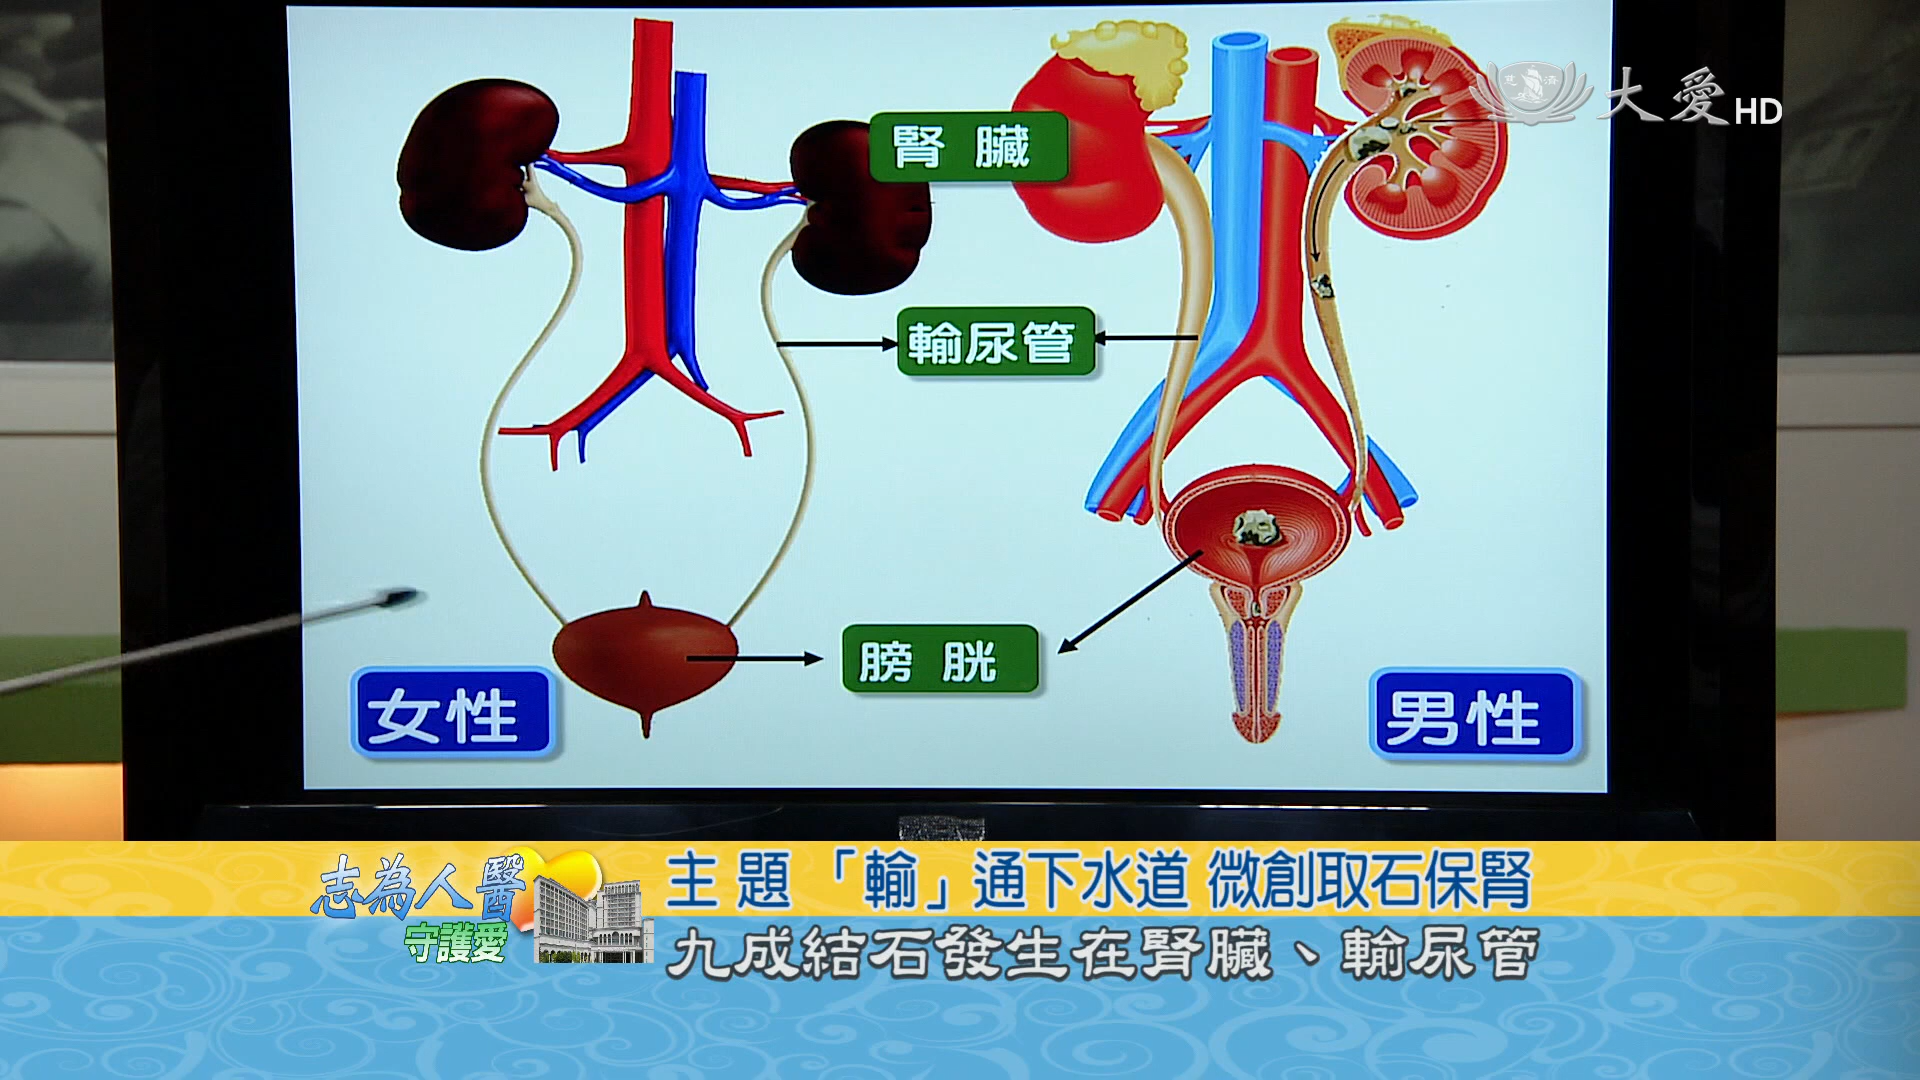 大愛HD
腎臟
輸尿管
膀胱
女性
男性
志為人醫
守護愛
主題「輸」通下水道 微創取石保腎
九成結石發生在腎臟、輸尿管